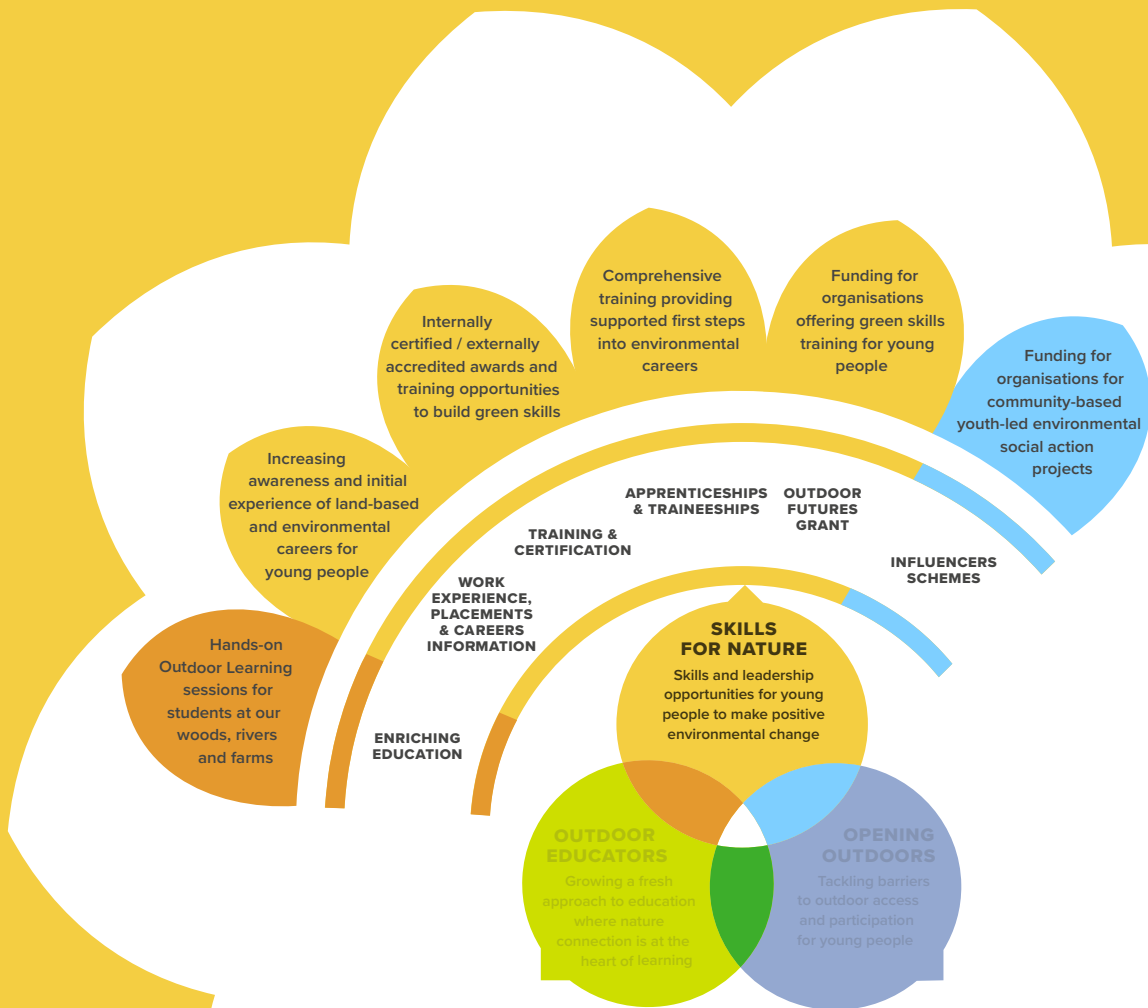 Comprehensive
training providing
supported first steps
into environmental
careers
Funding for
organisations
offering green skills
training for young
people
Internally
certified / externally
accredited awards and
training opportunities
to build green skills
Funding for
organisations for
community-based
youth-led environmental
social action
projects
Increasing
awareness and initial
experience of land-based
and environmental
careers for
young people
Hands-on
Outdoor Learning
sessions for
students at our
woods, rivers
and farms
APPRENTICESHIPS
& TRAINEESHIPS
OUTDOOR
FUTURES
GRANT
TRAINING &
CERTIFICATION
INFLUENCERS
SCHEMES
WORK
EXPERIENCE,
PLACEMENTS
& CAREERS
INFORMATION
ENRICHING
EDUCATION
SKILLS
FOR NATURE
Skills and leadership
opportunities for young
people to make positive
environmental change
OUTDOOR
EDUCATORS
Growing a fresh
approach to education
where nature
connection is at the
heart of learning
OPENING
OUTDOORS
Tackling barriers
to outdoor access
and participation
for young people